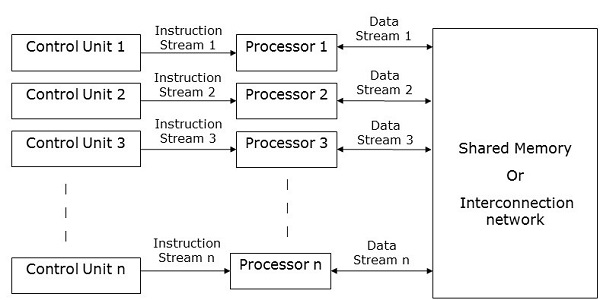 Control Unit 1
Instruction
Stream 1
Processor 1
Data
Stream 1
Control Unit 2
Instruction
Stream 2
Processor 2
Data
Stream 2
Control Unit 3
Instruction
Stream 3
Processor 3
Data
Stream 3
Shared Memory
Or
Interconnection
network
Control Unit n
Instruction
Stream n
Processor n
Data
Stream n